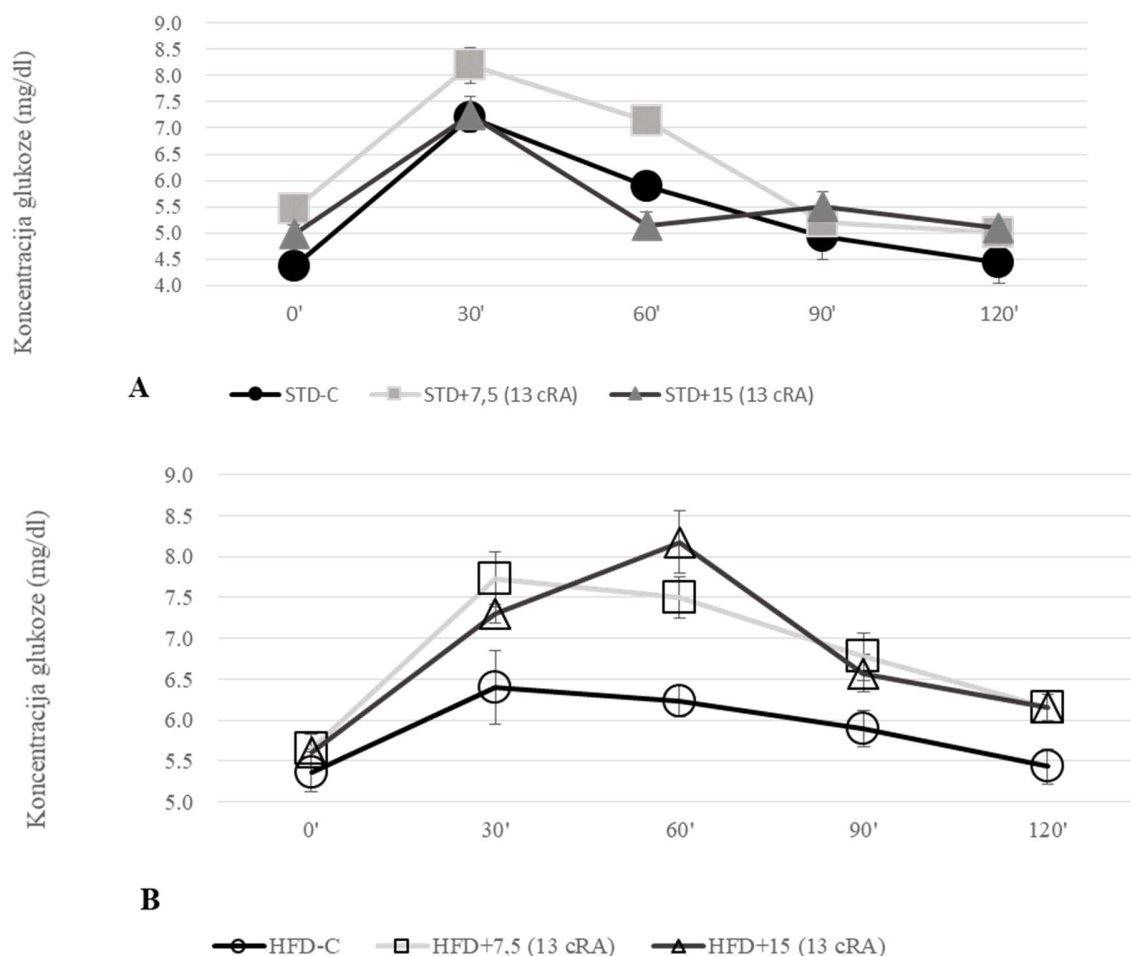 Koncentracija glukoze (mg/dl)
9.0
8.5
8.0
7.5
7.0
6.5
6.0
5.5
5.0
4.5
4.0
0' 30' 60' 90' 120'
A
STD-C STD+7,5 (13 cRA) STD+15 (13 cRA)
Koncentracija glukoze (mg/dl)
9.0
8.5
8.0
7.5
7.0
6.5
6.0
5.5
5.0
0' 30' 60' 90' 120'
B
HFD-C HFD+7,5 (13 cRA) HFD+15 (13 cRA)